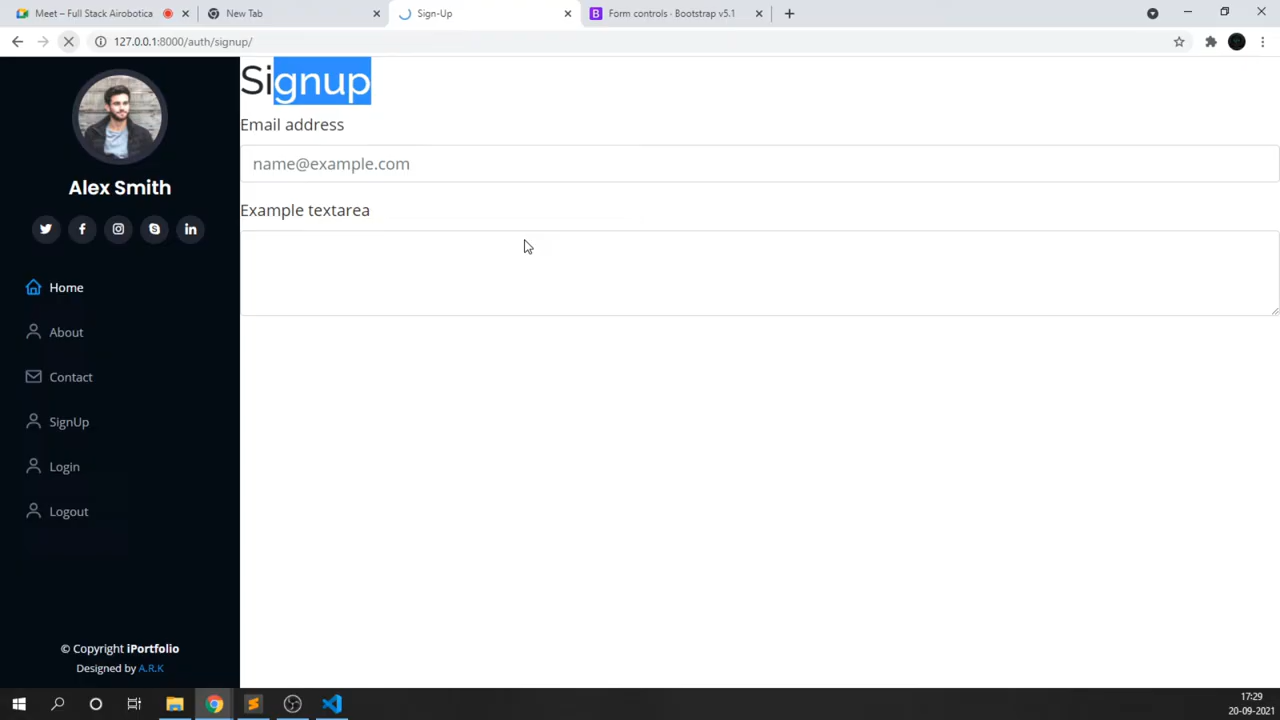 Meet – Full Stack Airobotica
New Tab
Sign-Up
Form controls · Bootstrap v5.1
127.0.0.1:8000/auth/signup/
Signup
Email address
name@example.com
Example textarea
Alex Smith
Home
About
Contact
SignUp
Login
Logout
© Copyright iPortfolio
Designed by A.R.K
17:29
20-09-2021